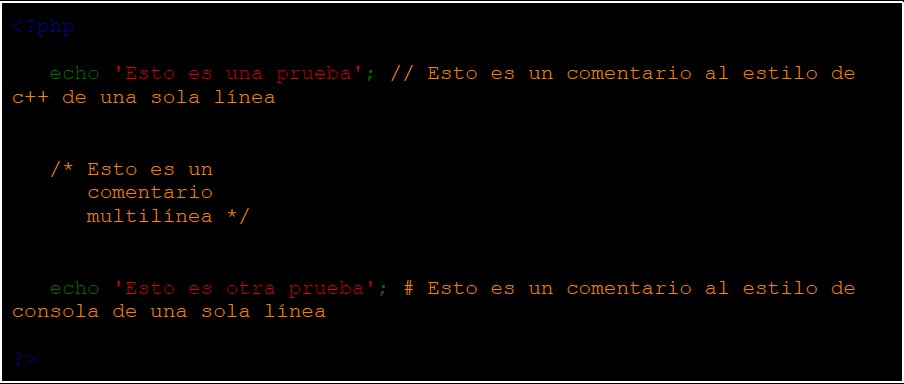 <?php
echo 'Esto es una prueba'; // Esto es un comentario al estilo de
c++ de una sola línea
/* Esto es un
comentario
multilínea */
echo 'Esto es otra prueba'; # Esto es un comentario al estilo de
consola de una sola línea
?>